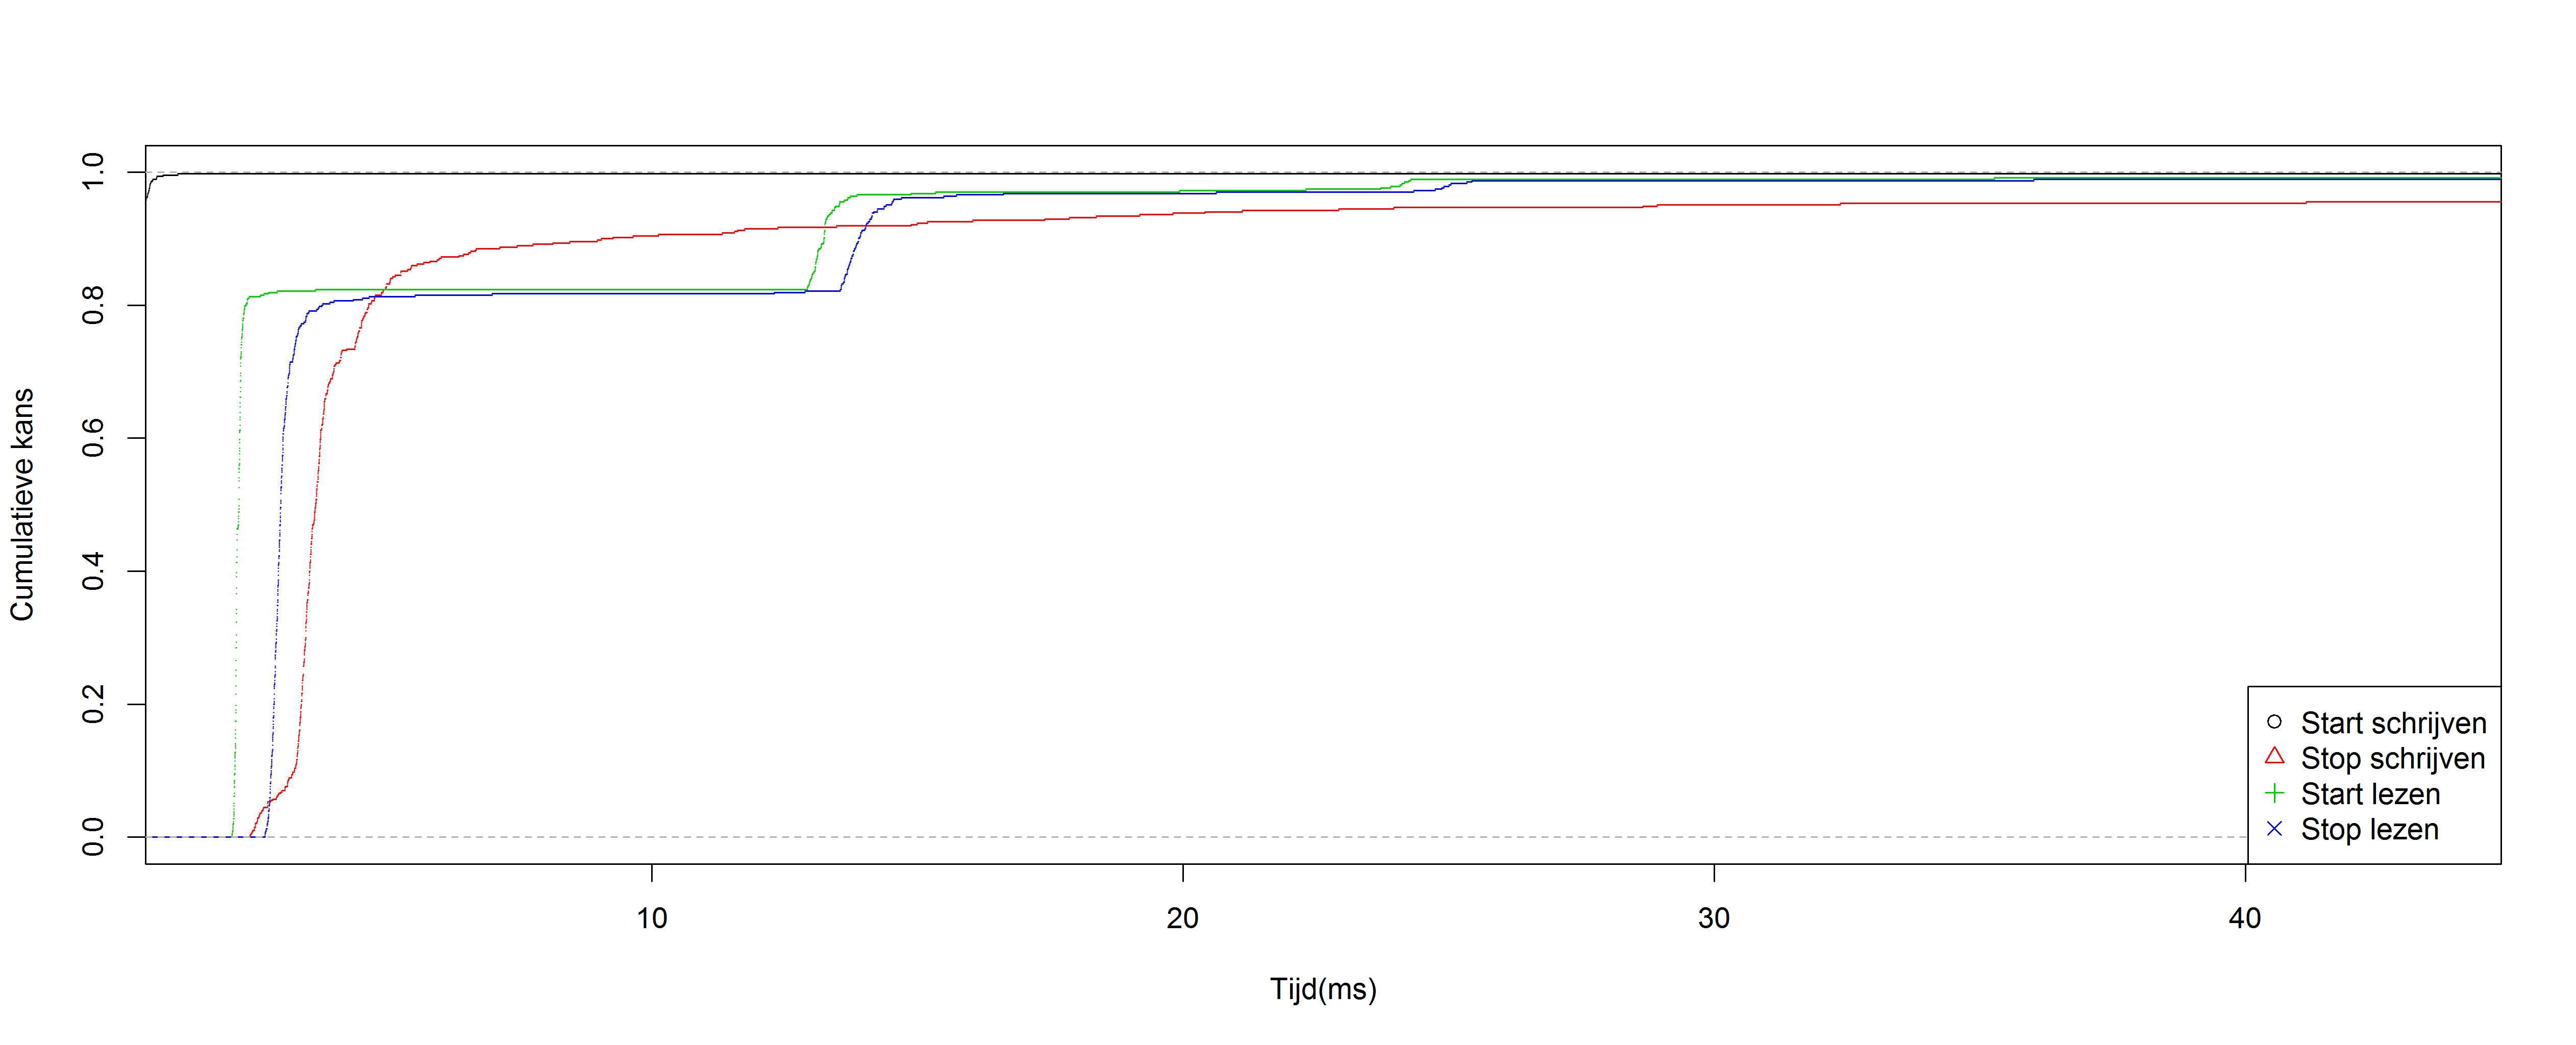 Cumulatieve kans
1.0
0.8
0.6
0.4
0.2
0.0
10 20 30 40
Tijd(ms)
Start schrijven
Stop schrijven
Start lezen
Stop lezen